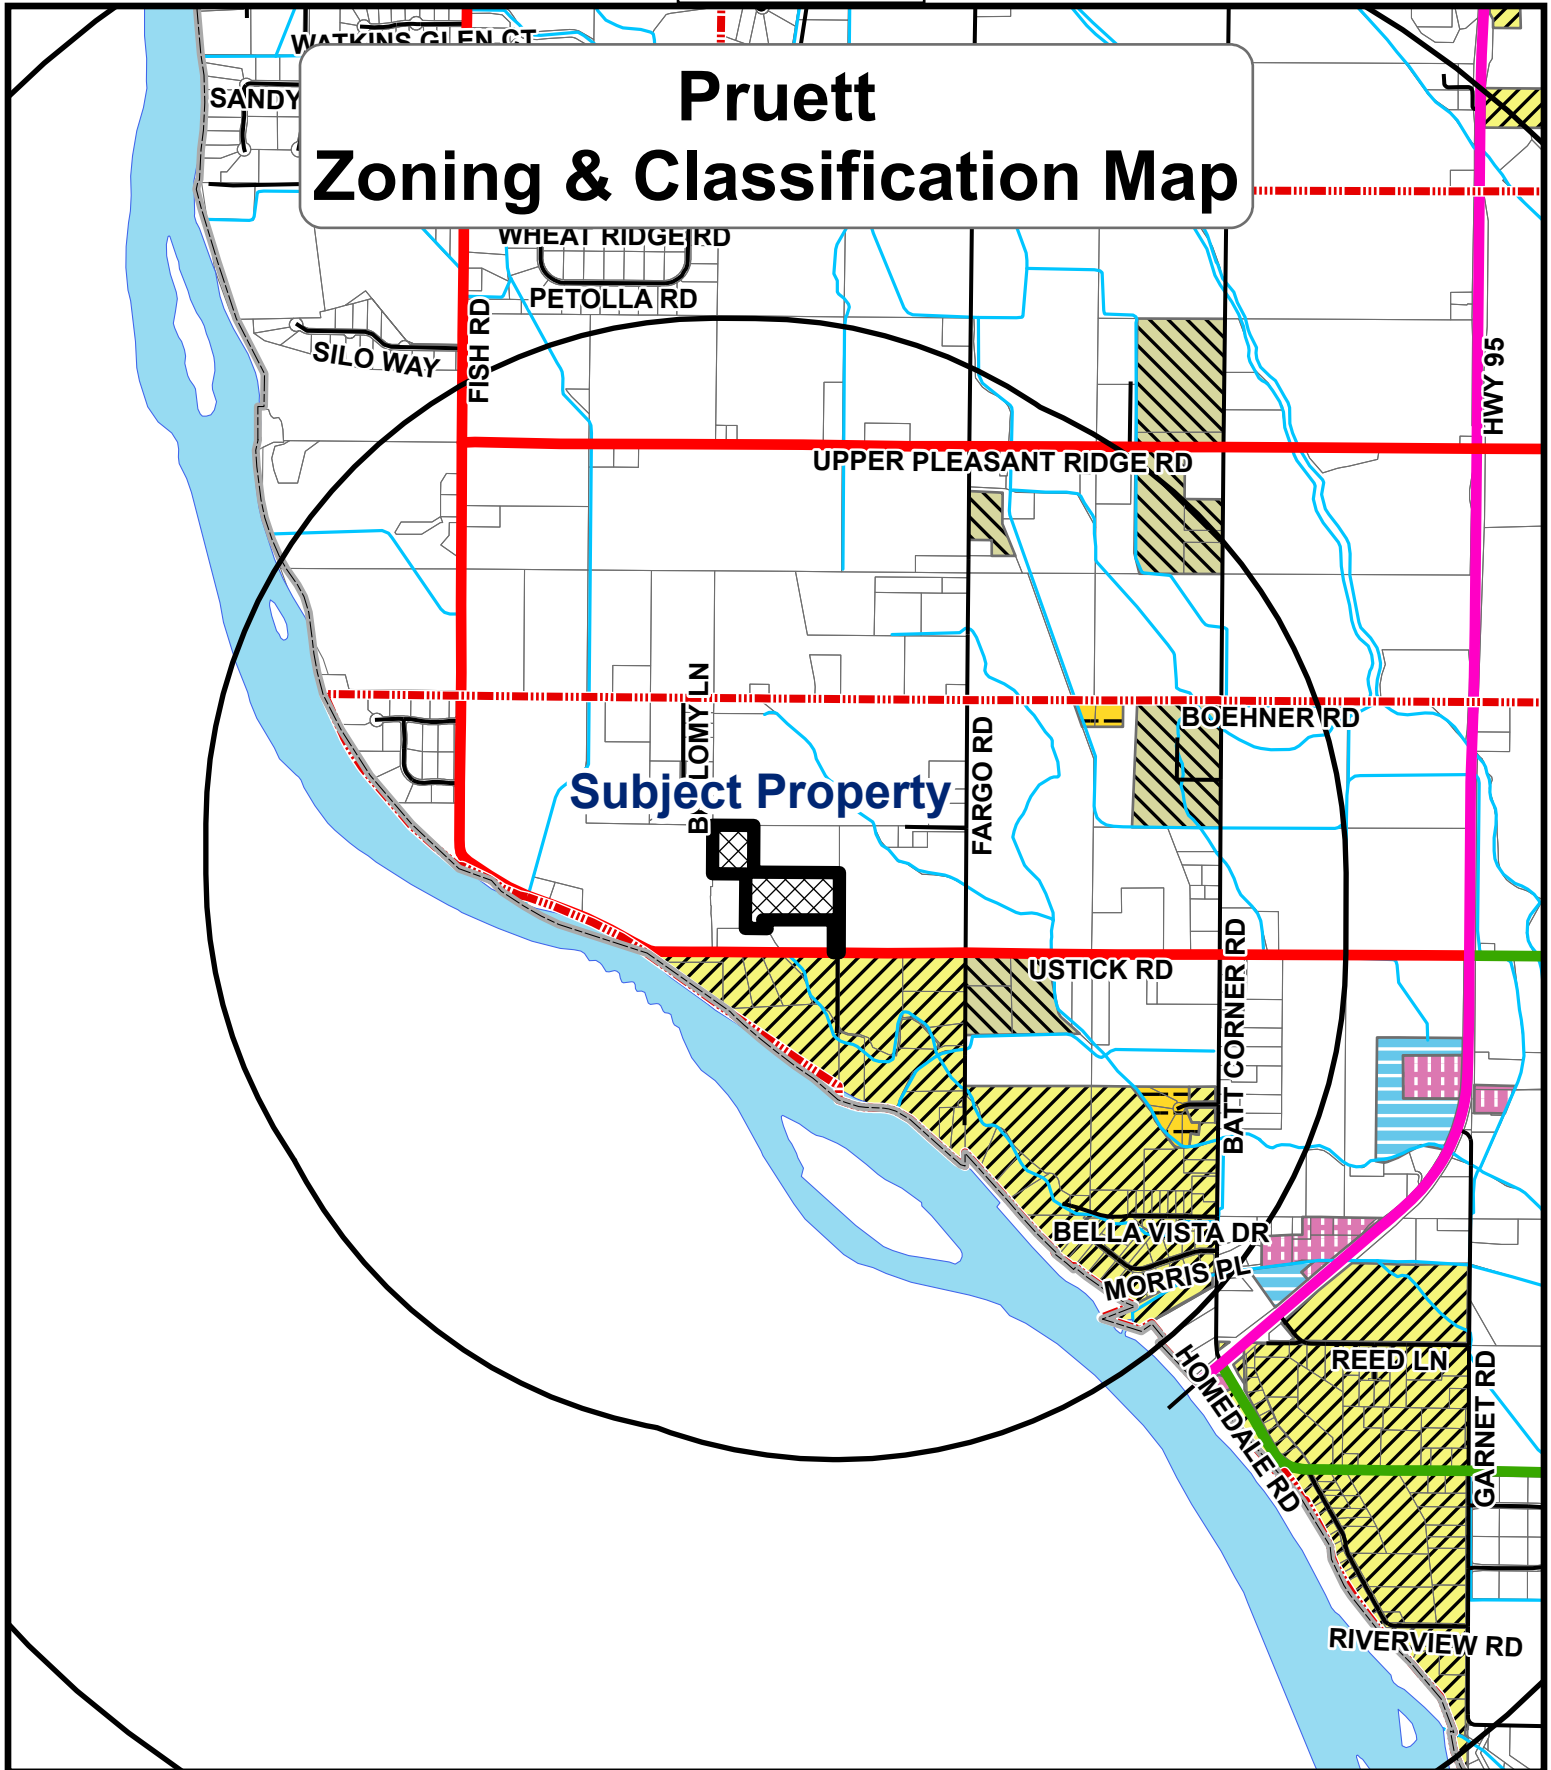 WATKINS GLEN CT
SANDY
Pruett
Zoning & Classification Map
WHEAT RIDGE RD
PETOLLA RD
FISH RD
SILO WAY
HWY 95
UPPER PLEASANT RIDGE RD
LOMY LN
BOEHNER RD
FARGO RD
Subject Property
USTICK RD
BATT CORNER RD
BELLA VISTA DR
MORRIS PL
HOMEDALE RD
REED LN
GARNET RD
RIVERVIEW RD